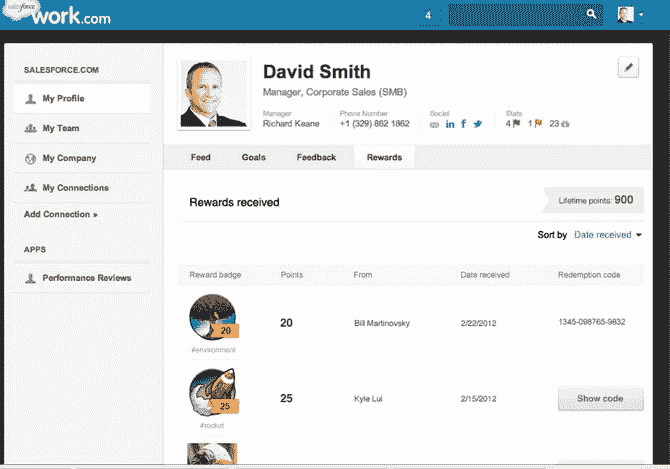 salesforce
work.com
4
SALESFORCE.COM
My Profile
My Team
My Company
My Connections
Add Connection »
APPS
Performance Reviews
David Smith
Manager, Corporate Sales (SMB)
Manager Phone Number Social Stats
Richard Keane +1 (329) 862 1862 in f 4 1 23
Feed Goals Feedback Rewards
Rewards received
Lifetime points: 900
Sort by Date received
Reward badge Points From Date received Redemption code
20
20 Bill Martinovsky 2/22/2012 1345-098765-9832
#environment
25
25 Kyle Lui 2/15/2012 Show code
#rocket